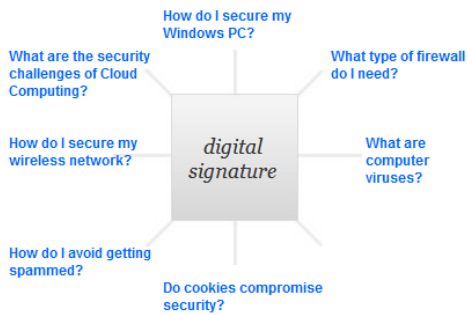 How do I secure my
Windows PC?
What are the security
challenges of Cloud
Computing?
What type of firewall
do I need?
How do I secure my
wireless network?
digital
signature
What are
computer
viruses?
How do I avoid getting
spammed?
Do cookies compromise
security?